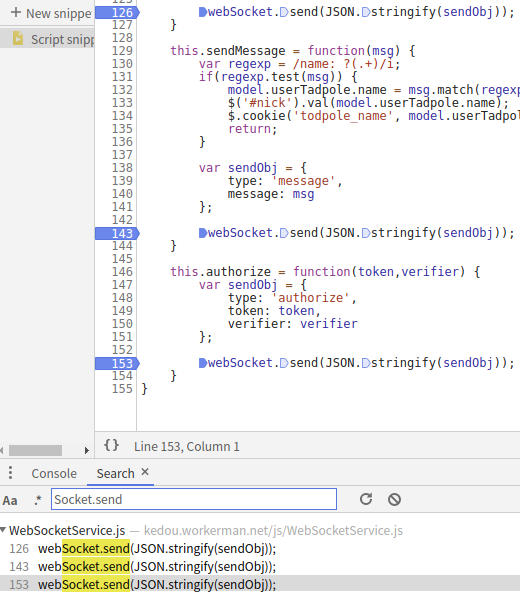 New snippe
Script snipp
125
126 webSocket.send(JSON.stringify(sendObj));
127 }
128
129 this.sendMessage = function(msg) {
130 var regexp = /name: ?(.+)/i;
131 if(regexp.test(msg)) {
132 model.userTadpole.name = msg.match(regexp
133 $('#nick').val(model.userTadpole.name);
134 $.cookie('todpole_name', model.userTadpol
135 return;
136 }
137
138 var sendObj = {
139 type: 'message',
140 message: msg
141 };
142
143 webSocket.send(JSON.stringify(sendObj));
144 }
145
146 this.authorize = function(token,verifier) {
147 var sendObj = {
148 type: 'authorize',
149 token: token,
150 verifier: verifier
151 };
152
153 webSocket.send(JSON.stringify(sendObj));
154 }
155 }
{} Line 153, Column 1
Console Search ×
Aa .* Socket.send
WebSocketService.js — kedou.workerman.net/js/WebSocketService.js
126 webSocket.send(JSON.stringify(sendObj));
143 webSocket.send(JSON.stringify(sendObj));
153 webSocket.send(JSON.stringify(sendObj));